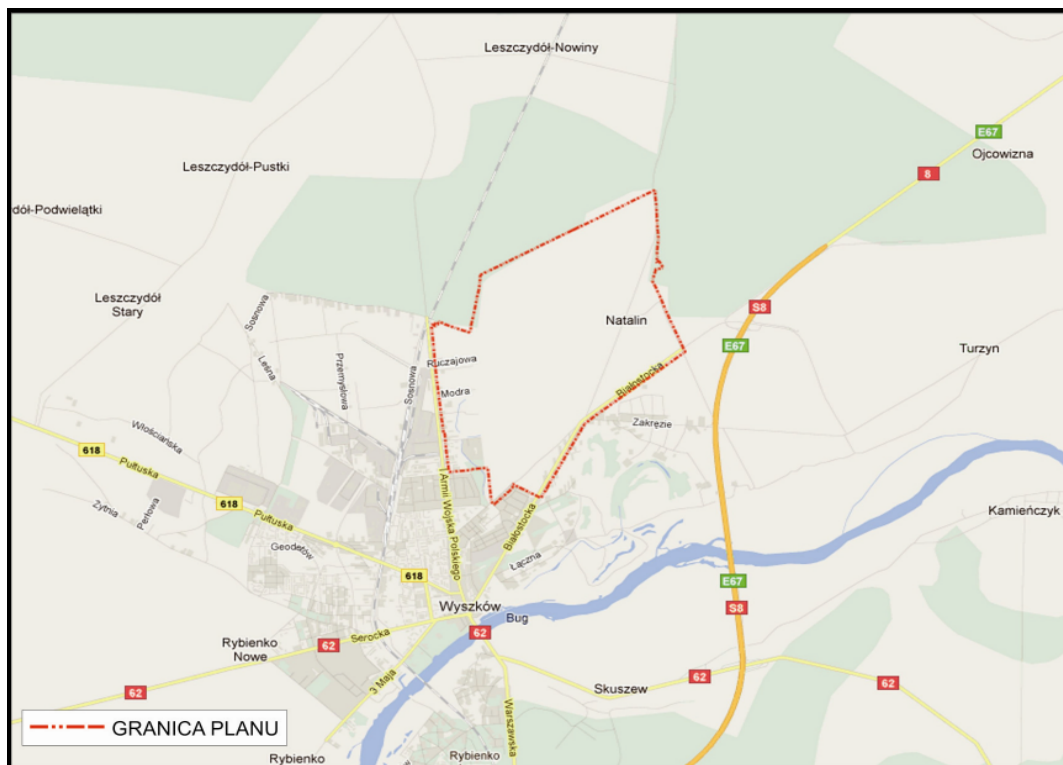 Leszczydół-Nowiny
E67
Ojcowizna
8
Leszczydół-Pustki
dół-Podwielątki
Leszczydół
Stary
Sosnowa
S8
Natalin
E67
Turzyn
Ruczajowa
Leśna
Przemysłowa
Sosnowa
Modra
Białostocka
Zakręzie
Włościańska
618
Pułtuska
I Armii Wojska Polskiego
618
Żytnia
Perłowa
Pułtuska
Geodetów
Białostocka
Łączna
Kamieńczyk
618
E67
S8
Wyszków
Bug
62
Serocka
62
Rybienko
Nowe
3 Maja
62
Skuszew
62
62
Warszawska
GRANICA PLANU
Rybienko
Rybienko